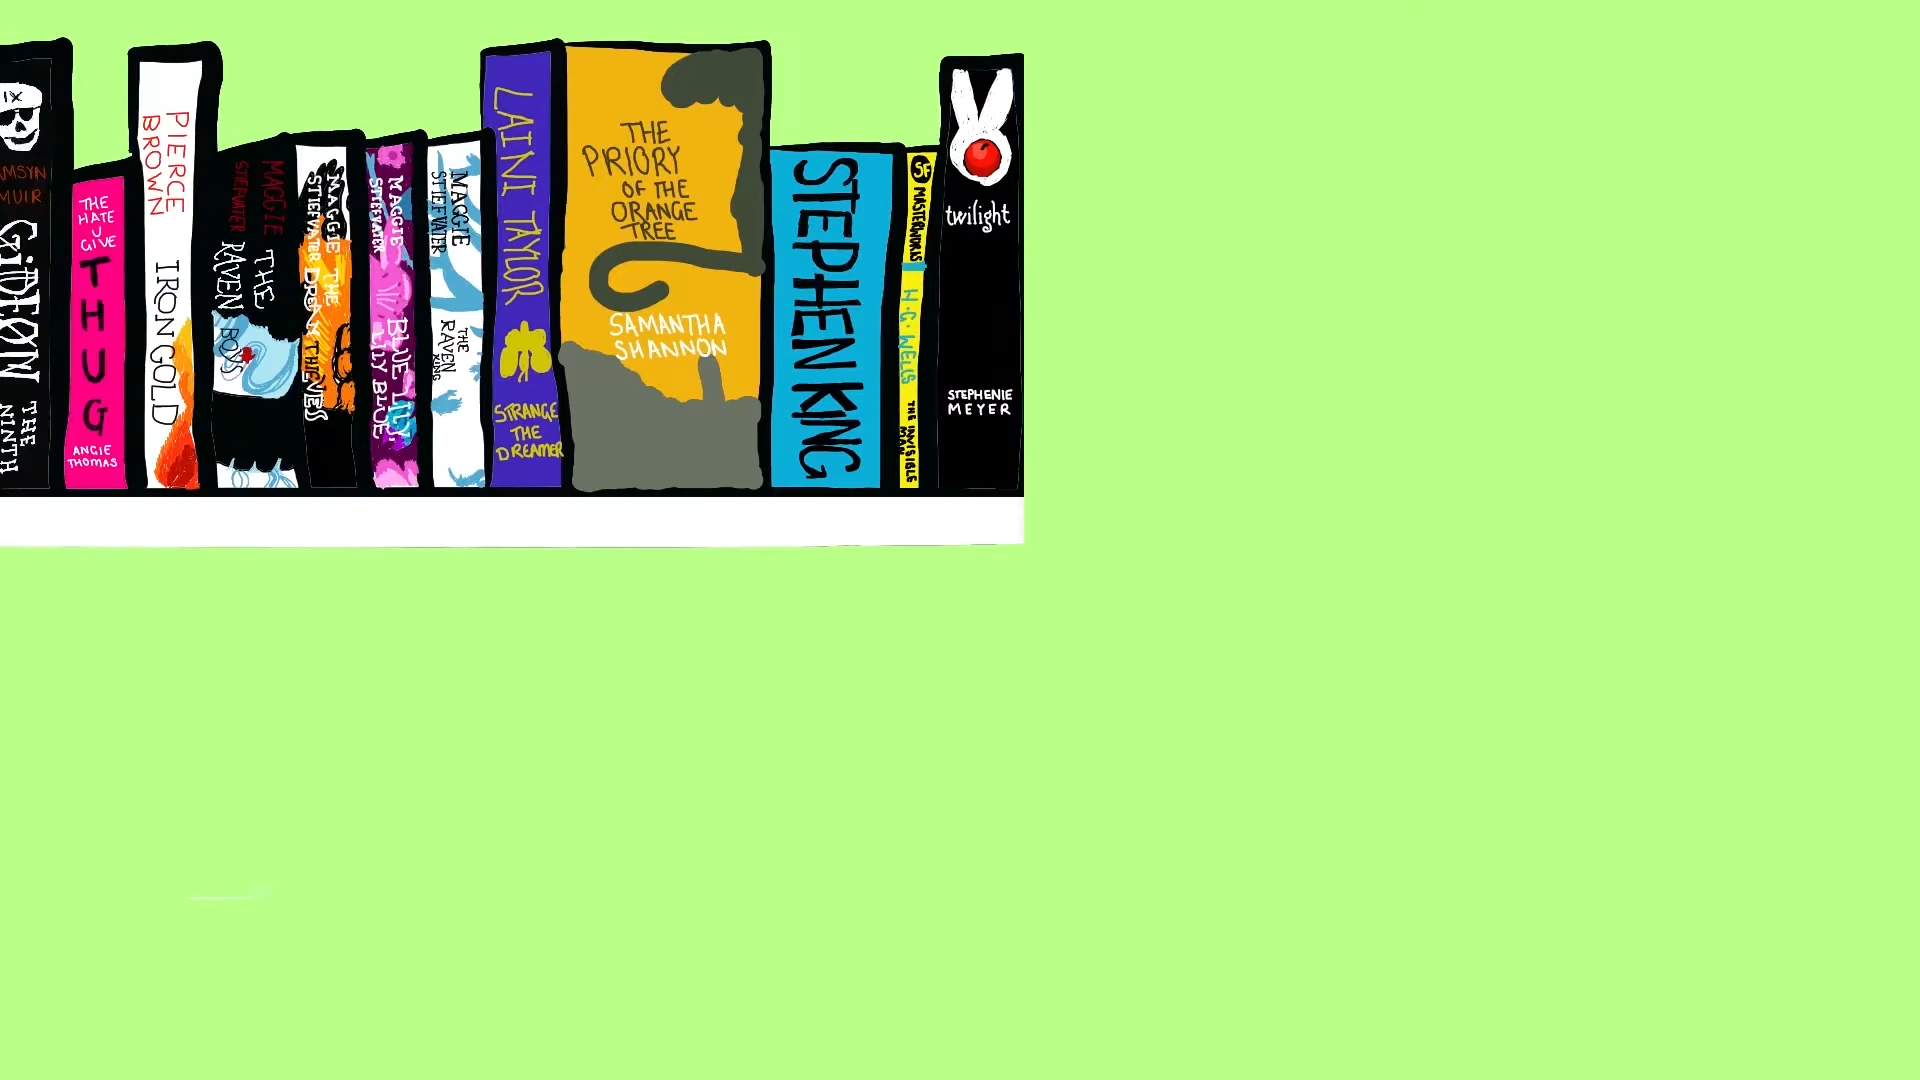 IX
AMSYN
MUIR
GIDEON
THE
NINTH
THE
HATE
U
GIVE
THUG
ANGIE
THOMAS
PIERCE
BROWN
IRON GOLD
MAGGIE
STIEFVATER
THE
RAVEN
BOYS
MAGGIE
STIEFVATER
THE
DREAM THIEVES
MAGGIE
STIEFVATER
BLUE LILY,
LILY BLUE
MAGGIE
STIEFVATER
THE
RAVEN
KING
LAINI TAYLOR
STRANGE
THE
DREAMER
THE
PRIORY
OF THE
ORANGE
TREE
SAMANTHA
SHANNON
STEPHEN KING
SF
MASTERWORKS
H·G·WELLS
THE INVISIBLE
MAN
twilight
STEPHENIE
MEYER